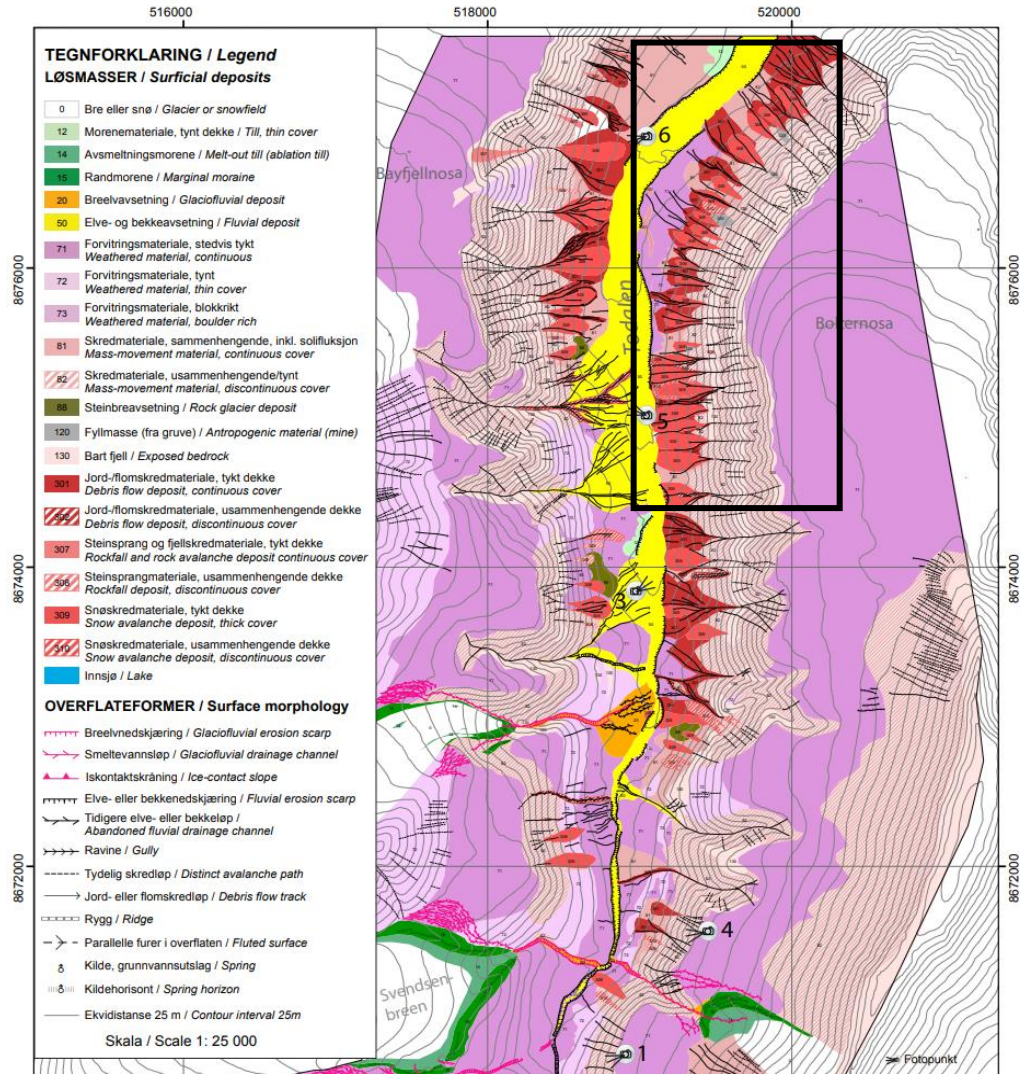 516000
518000
520000
TEGNFORKLARING / Legend
LØSMASSER / Surficial deposits
0 Bre eller snø / Glacier or snowfield
12 Morenemateriale, tynt dekke / Till, thin cover
14 Avsmeltningsmorene / Melt-out till (ablation till)
15 Randmorene / Marginal moraine
20 Breelvavsetning / Glaciofluvial deposit
50 Elve- og bekkeavsetning / Fluvial deposit
71 Forvitringsmateriale, stedvis tykt
Weathered material, continuous
72 Forvitringsmateriale, tynt
Weathered material, thin cover
73 Forvitringsmateriale, blokkrikt
Weathered material, boulder rich
81 Skredmateriale, sammenhengende, inkl. solifluksjon
Mass-movement material, continuous cover
82 Skredmateriale, usammenhengende/tynt
Mass-movement material, discontinuous cover
88 Steinbreavsetning / Rock glacier deposit
120 Fyllmasse (fra gruve) / Antropogenic material (mine)
130 Bart fjell / Exposed bedrock
301 Jord-/flomskredmateriale, tykt dekke
Debris flow deposit, continuous cover
302 Jord-/flomskredmateriale, usammenhengende dekke
Debris flow deposit, discontinuous cover
307 Steinsprang og fjellskredmateriale, tykt dekke
Rockfall and rock avalanche deposit continuous cover
308 Steinsprangmateriale, usammenhengende dekke
Rockfall deposit, discontinuous cover
309 Snøskredmateriale, tykt dekke
Snow avalanche deposit, thick cover
310 Snøskredmateriale, usammenhengende dekke
Snow avalanche deposit, discontinuous cover
Innsjø / Lake
OVERFLATEFORMER / Surface morphology
Breelvnedskjæring / Glaciofluvial erosion scarp
Smeltevannsløp / Glaciofluvial drainage channel
Iskontaktskråning / Ice-contact slope
Elve- eller bekkenedskjæring / Fluvial erosion scarp
Tidigere elve- eller bekkeløp /
Abandoned fluvial drainage channel
Ravine / Gully
Tydelig skredløp / Distinct avalanche path
Jord- eller flomskredløp / Debris flow track
Rygg / Ridge
Parallelle furer i overflaten / Fluted surface
Kilde, grunnvannsutslag / Spring
Kildehorisont / Spring horizon
Ekvidistanse 25 m / Contour interval 25m
Skala / Scale 1: 25 000
6
Bayfjellnosa
8676000
8676000
Todalen
Bolternosa
5
8674000
8674000
3
8672000
8672000
4
Svendsen-
breen
1
Fotopunkt